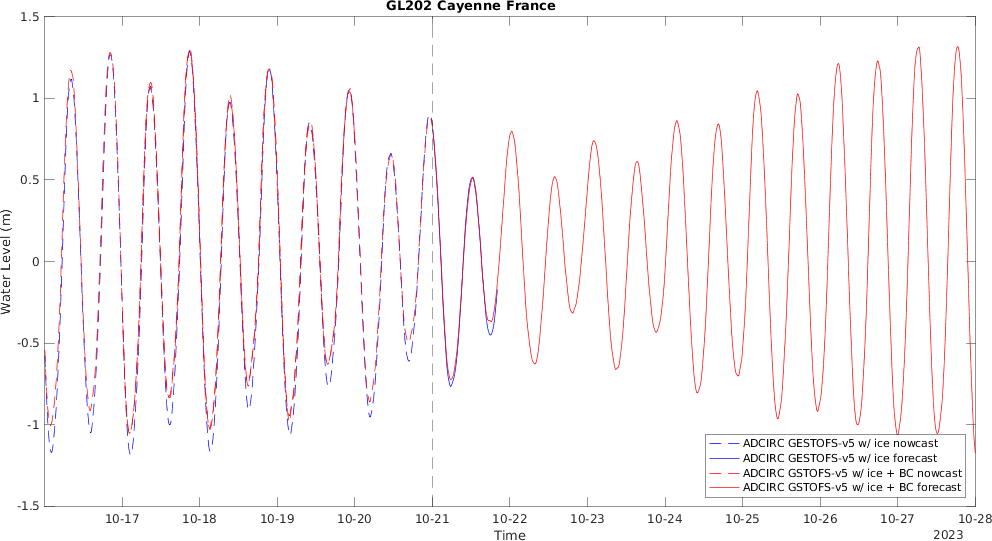 GL202 Cayenne France
1.5
1
0.5
0
-0.5
-1
-1.5
Water Level (m)
10-17 10-18 10-19 10-20 10-21 10-22 10-23 10-24 10-25 10-26 10-27 10-28
2023
Time
ADCIRC GESTOFS-v5 w/ ice nowcast
ADCIRC GESTOFS-v5 w/ ice forecast
ADCIRC GSTOFS-v5 w/ ice + BC nowcast
ADCIRC GSTOFS-v5 w/ ice + BC forecast